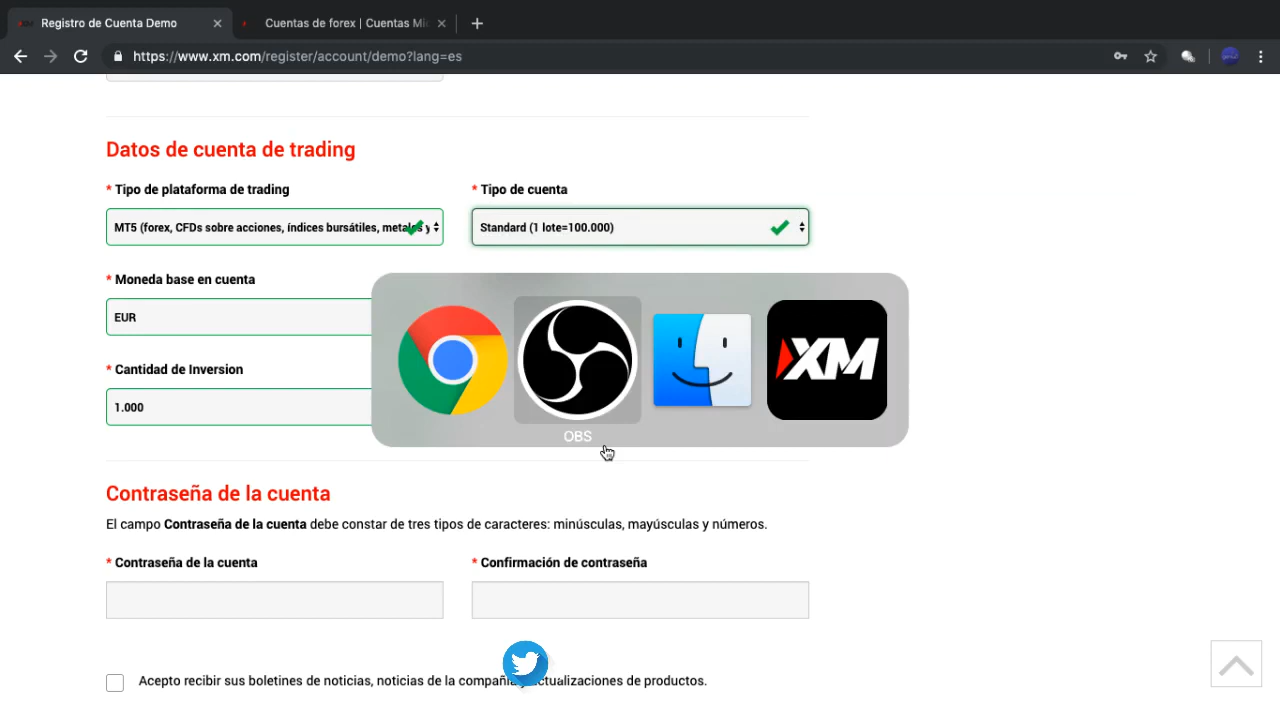 Registro de Cuenta Demo
Cuentas de forex | Cuentas Mi
https://www.xm.com/register/account/demo?lang=es
Datos de cuenta de trading
* Tipo de plataforma de trading
* Tipo de cuenta
MT5 (forex, CFDs sobre acciones, índices bursátiles, metales y
Standard (1 lote=100.000)
* Moneda base en cuenta
EUR
XM
* Cantidad de Inversion
1.000
OBS
Contraseña de la cuenta
El campo Contraseña de la cuenta debe constar de tres tipos de caracteres: minúsculas, mayúsculas y números.
* Contraseña de la cuenta
* Confirmación de contraseña
Acepto recibir sus boletines de noticias, noticias de la compañía y actualizaciones de productos.